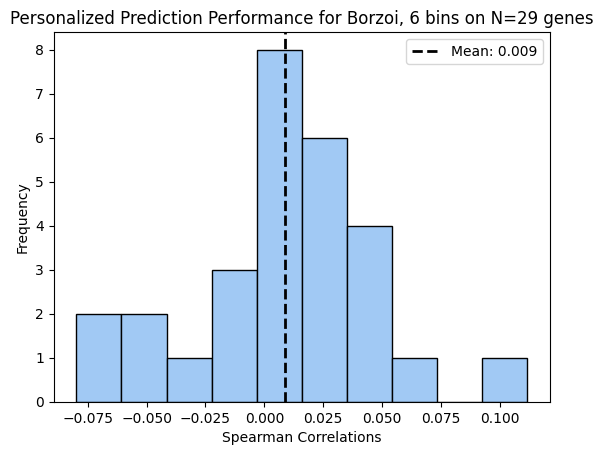 Personalized Prediction Performance for Borzoi, 6 bins on N=29 genes
Mean: 0.009
Frequency
8
7
6
5
4
3
2
1
0
−0.075 −0.050 −0.025 0.000 0.025 0.050 0.075 0.100
Spearman Correlations